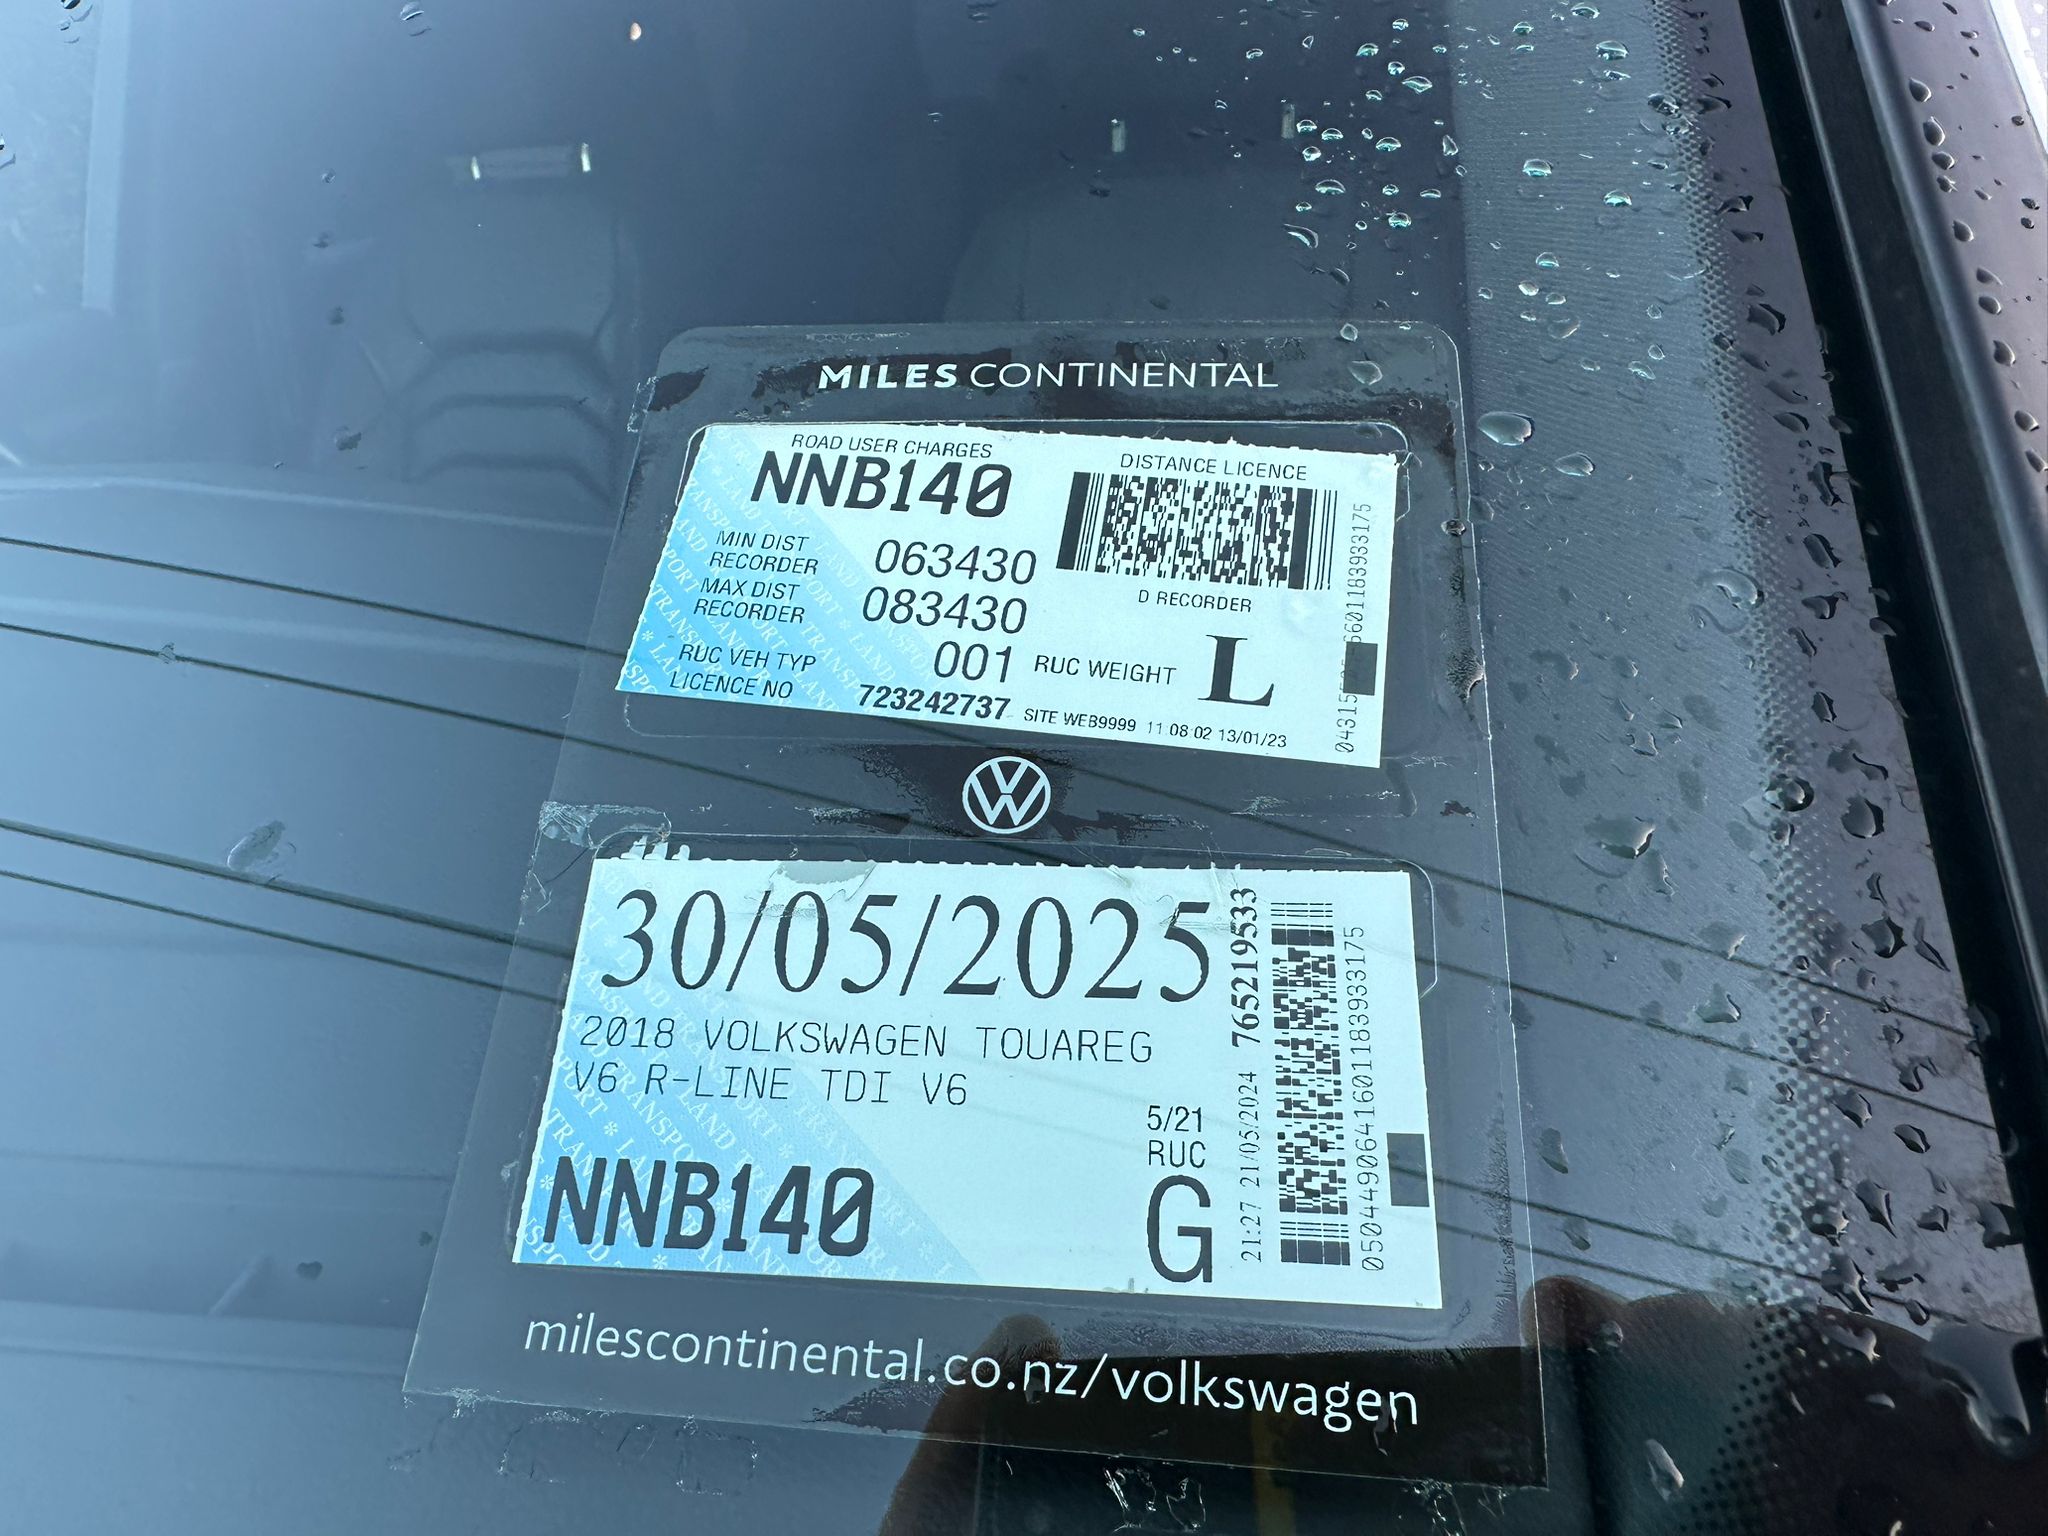 MILES CONTINENTAL
ROAD USER CHARGES
NNB140
DISTANCE LICENCE
MIN DIST
RECORDER 063430
MAX DIST
RECORDER 083430
D RECORDER
RUC VEH TYP 001 RUC WEIGHT L
LICENCE NO 723242737 SITE WEB9999 11:08:02 13/01/23
30/05/2025
2018 VOLKSWAGEN TOUAREG
V6 R-LINE TDI V6
5/21
RUC
NNB140 G
21:27 21/05/2024 765219533
0504490641601183933175
milescontinental.co.nz/volkswagen